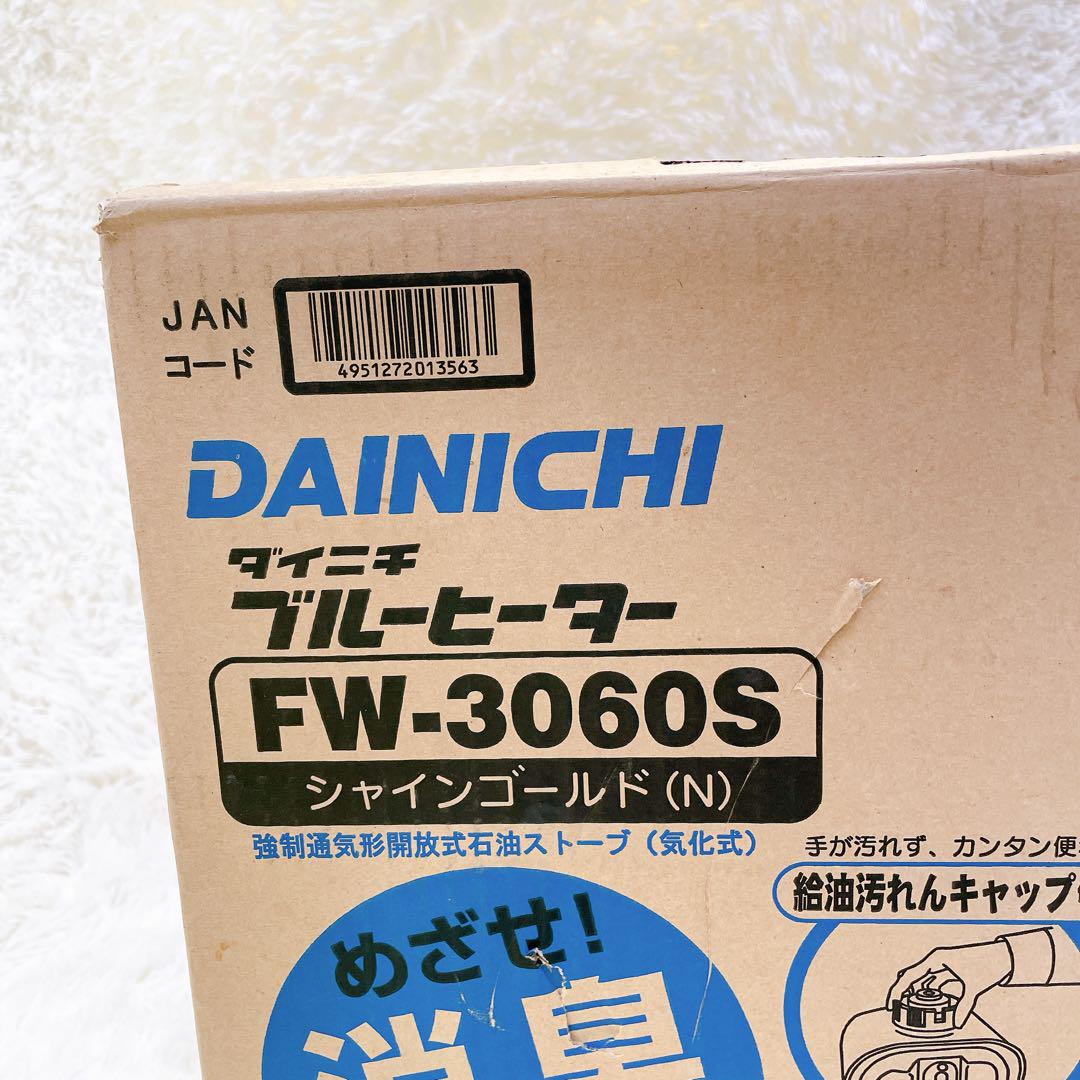 JAN
コード
4951272013563
DAINICHI
ダイニチ
ブルーヒーター
FW-3060S
シャインゴールド(N)
強制通気形開放式石油ストーブ(気化式)
手が汚れず、カンタン便
給油汚れんキャップ
めざせ!
消臭